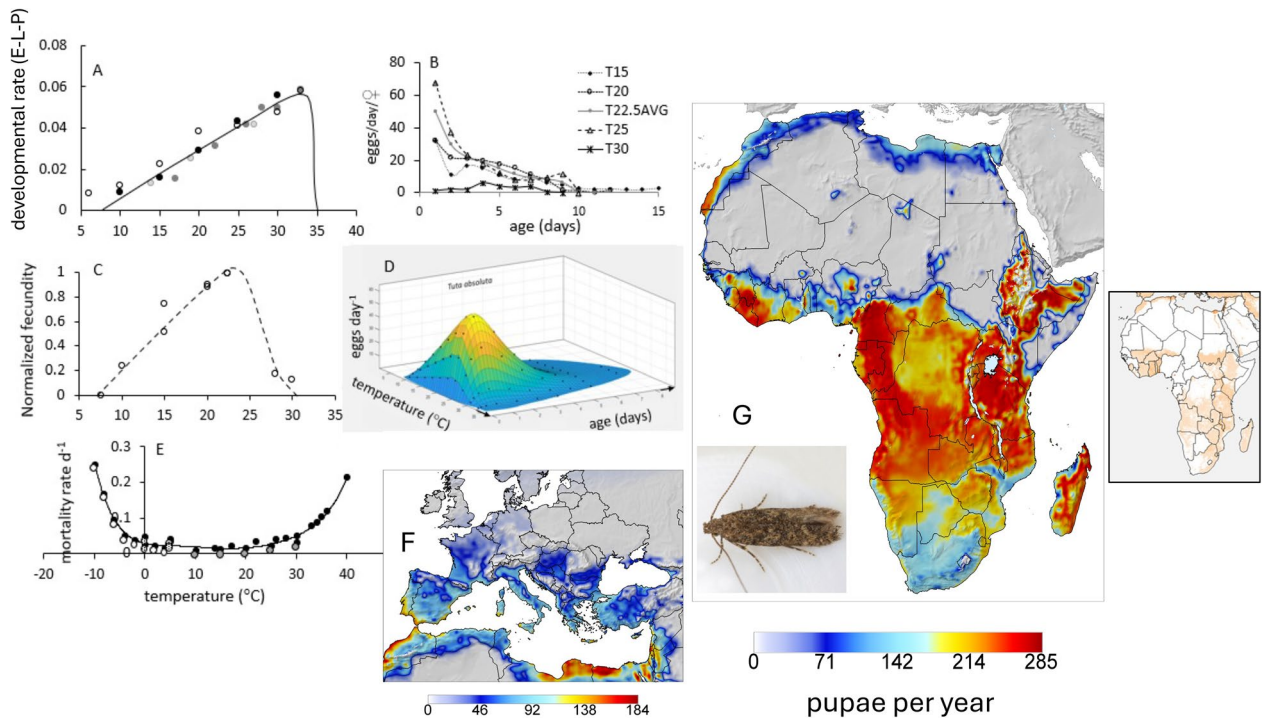 developmental rate (E-L-P)
0.08
0.06
0.04
0.02
0
A
5
10
15
20
25
30
35
40
B
eggs/day/♀
80
60
40
20
0
T15
T20
T22.5AVG
T25
T30
0
5
10
15
age (days)
C
Normalized fecundity
1
0.8
0.6
0.4
0.2
0
5
10
15
20
25
30
35
D
Tuta absoluta
eggs day-1
temperature (°C)
age (days)
E
mortality rate d-1
0.3
0.2
0.1
0
-20
-10
0
10
20
30
40
temperature (°C)
F
0
46
92
138
184
G
0
71
142
214
285
pupae per year